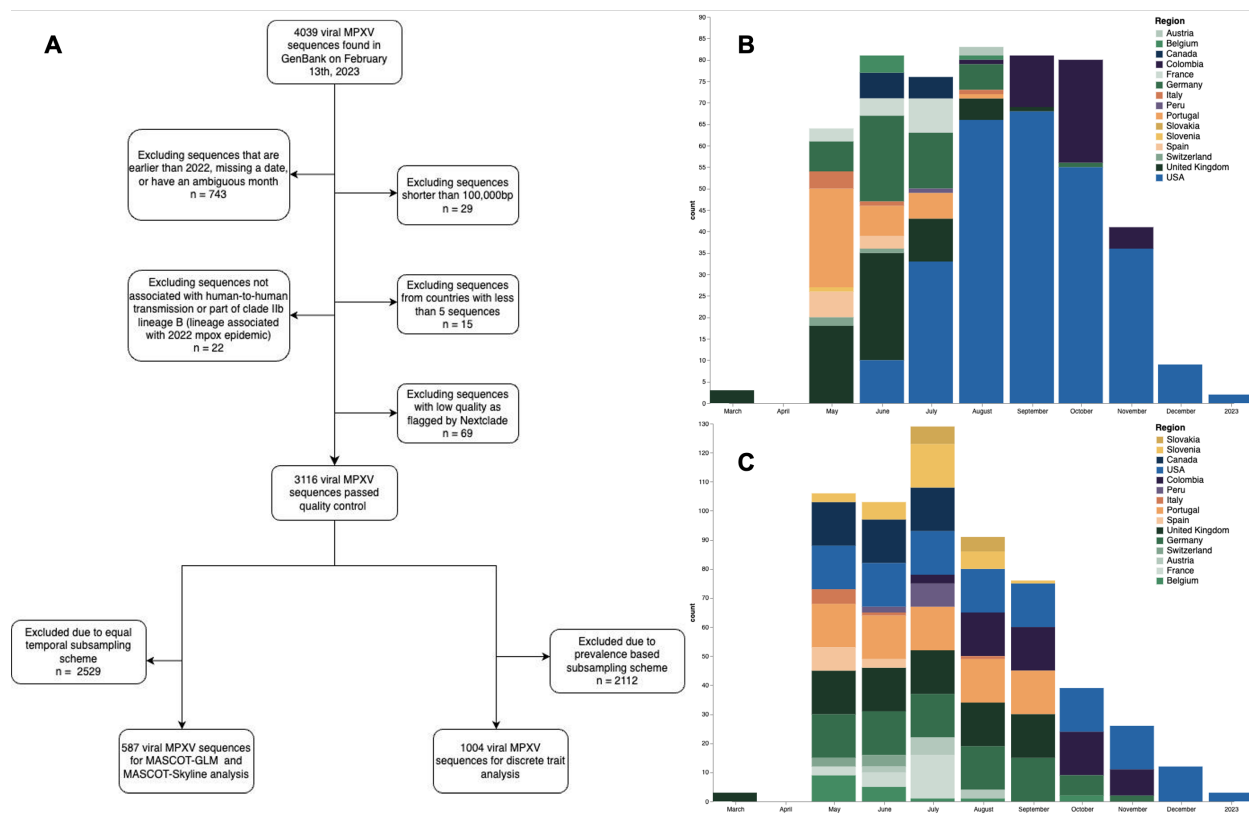 A
4039 viral MPXV
sequences found in
GenBank on February
13th, 2023
Excluding sequences that are
earlier than 2022, missing a date,
or have an ambiguous month
n = 743
Excluding sequences
shorter than 100,000bp
n = 29
Excluding sequences not
associated with human-to-human
transmission or part of clade IIb
lineage B (lineage associated
with 2022 mpox epidemic)
n = 22
Excluding sequences
from countries with less
than 5 sequences
n = 15
Excluding sequences
with low quality as
flagged by Nextclade
n = 69
3116 viral MPXV
sequences passed
quality control
Excluded due to equal
temporal subsampling
scheme
n = 2529
Excluded due to
prevalence based
subsampling scheme
n = 2112
587 viral MPXV sequences
for MASCOT-GLM and
MASCOT-Skyline analysis
1004 viral MPXV
sequences for discrete trait
analysis
B
90
85
80
75
70
65
60
55
50
45
40
35
30
25
20
15
10
5
0
count
March April May June July August September October November December 2023
Region
Austria
Belgium
Canada
Colombia
France
Germany
Italy
Peru
Portugal
Slovakia
Slovenia
Spain
Switzerland
United Kingdom
USA
C
130
120
110
100
90
80
70
60
50
40
30
20
10
0
count
March April May June July August September October November December 2023
Region
Slovakia
Slovenia
Canada
USA
Colombia
Peru
Italy
Portugal
Spain
United Kingdom
Germany
Switzerland
Austria
France
Belgium